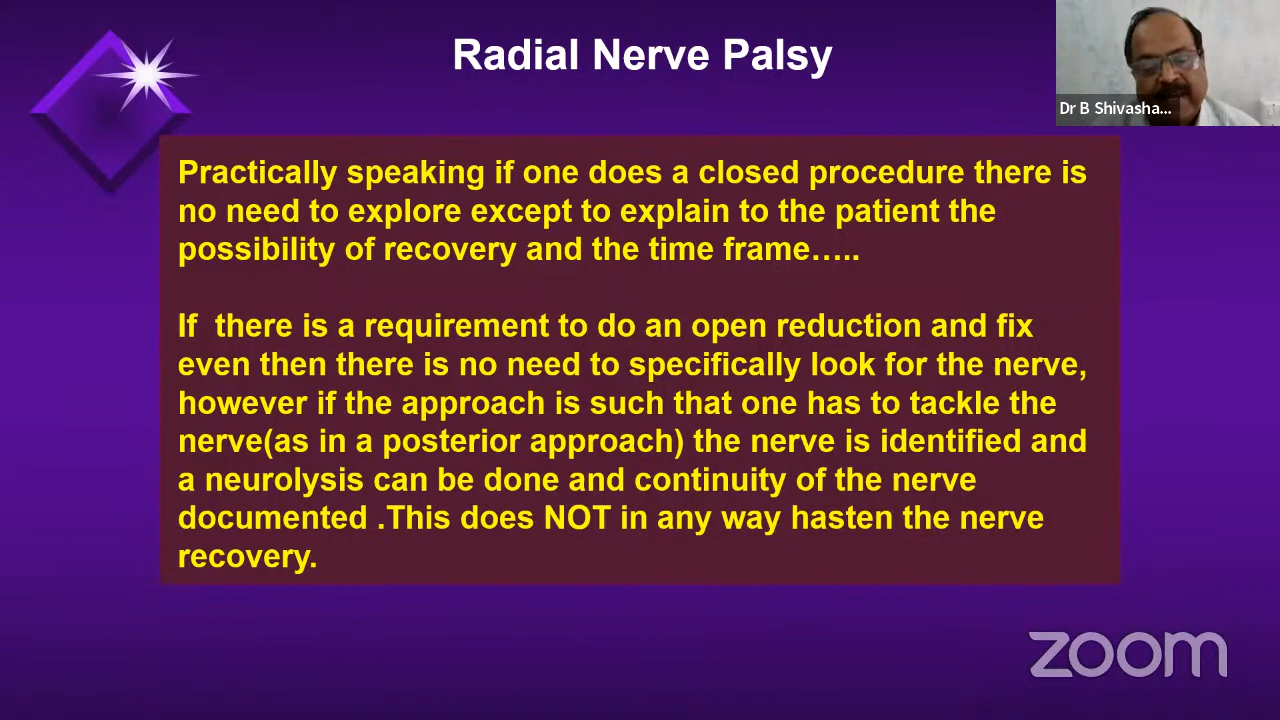 Radial Nerve Palsy
Dr B Shivasha...
Practically speaking if one does a closed procedure there is
no need to explore except to explain to the patient the
possibility of recovery and the time frame…..
If  there is a requirement to do an open reduction and fix
even then there is no need to specifically look for the nerve,
however if the approach is such that one has to tackle the
nerve(as in a posterior approach) the nerve is identified and
a neurolysis can be done and continuity of the nerve
documented .This does NOT in any way hasten the nerve
recovery.
zoom